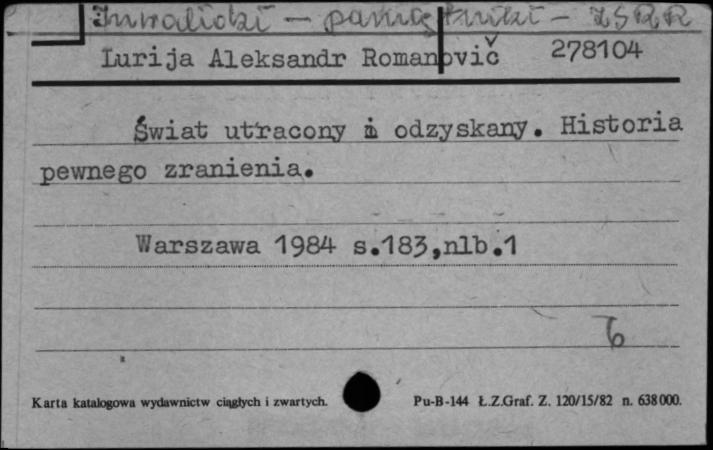 Inwalidzi - pamiętniki - ZSRR
Łurija Aleksandr Romanovič 278104
Świat utracony i odzyskany. Historia
pewnego zranienia.
Warszawa 1984 s.183,nlb.1
6
Karta katalogowa wydawnictw ciągłych i zwartych. Pu-B-144 Ł.Z.Graf. Z. 120/15/82 n. 638000.